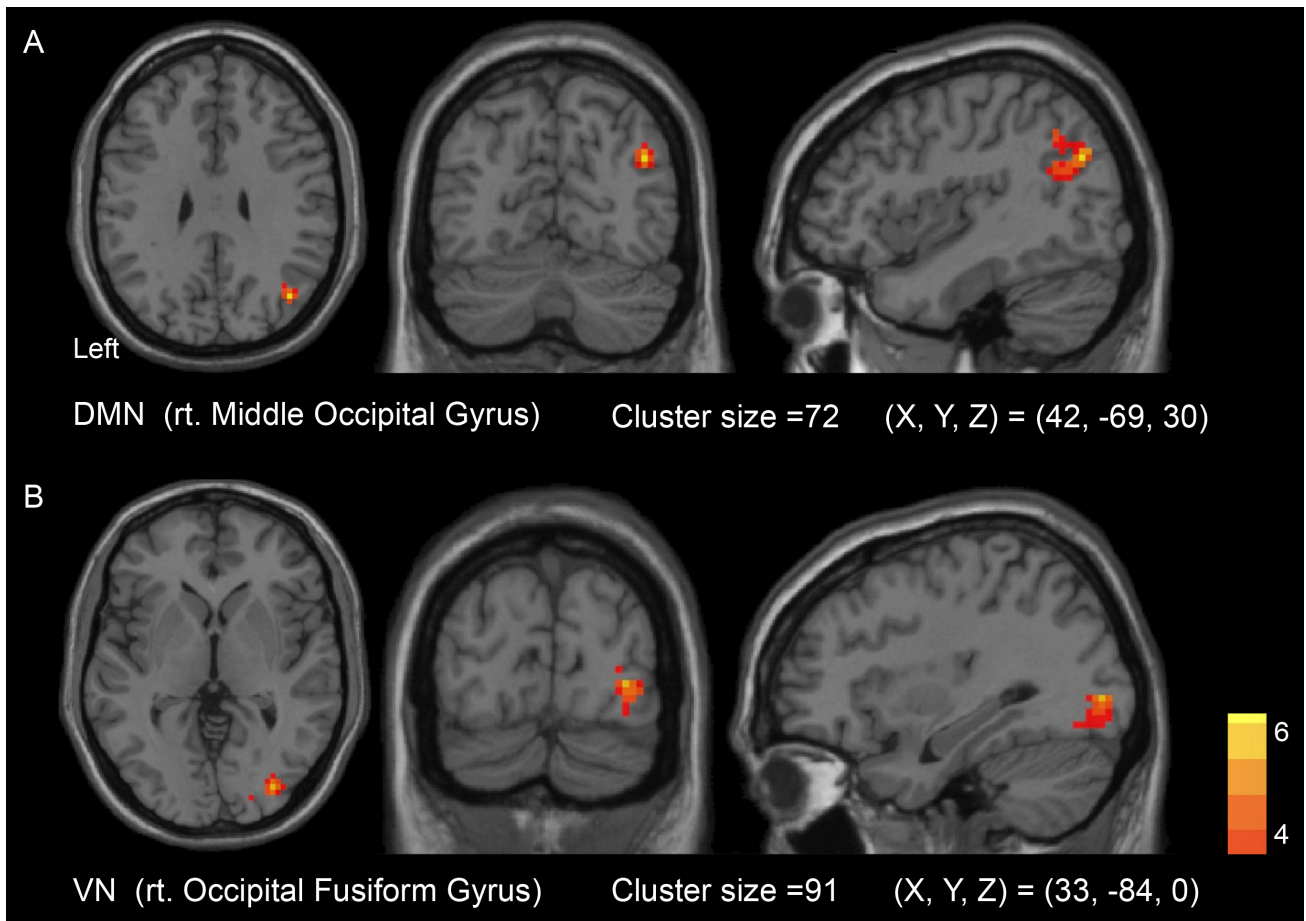 A
Left
DMN (rt. Middle Occipital Gyrus) Cluster size =72 (X, Y, Z) = (42, -69, 30)
B
6
4
VN (rt. Occipital Fusiform Gyrus) Cluster size =91 (X, Y, Z) = (33, -84, 0)